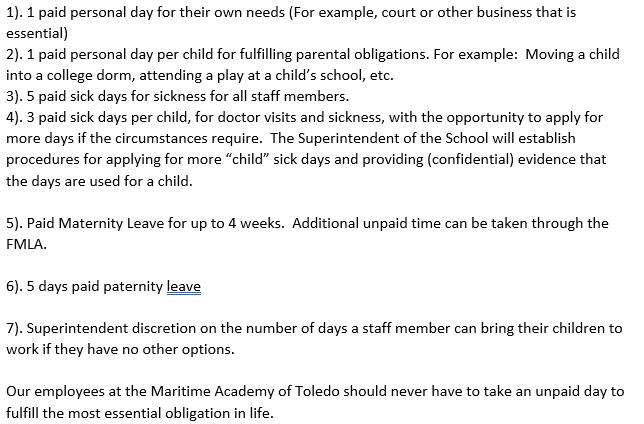 1). 1 paid personal day for their own needs (For example, court or other business that is
essential)
2). 1 paid personal day per child for fulfilling parental obligations. For example:  Moving a child
into a college dorm, attending a play at a child’s school, etc.
3). 5 paid sick days for sickness for all staff members.
4). 3 paid sick days per child, for doctor visits and sickness, with the opportunity to apply for
more days if the circumstances require.  The Superintendent of the School will establish
procedures for applying for more “child” sick days and providing (confidential) evidence that
the days are used for a child.
5). Paid Maternity Leave for up to 4 weeks.  Additional unpaid time can be taken through the
FMLA.
6). 5 days paid paternity leave
7). Superintendent discretion on the number of days a staff member can bring their children to
work if they have no other options.
Our employees at the Maritime Academy of Toledo should never have to take an unpaid day to
fulfill the most essential obligation in life.